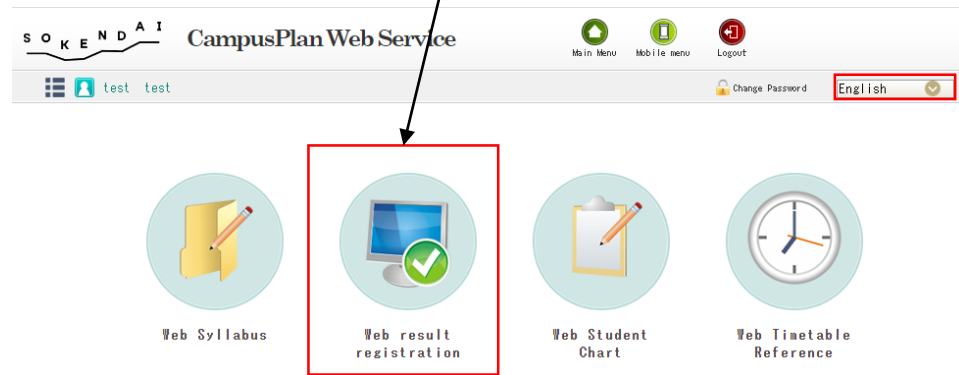 SOKENDAI
CampusPlan Web Service
Main Menu
Mobile menu
Logout
test test
Change Password
English
Web Syllabus
Web result
registration
Web Student
Chart
Web Timetable
Reference